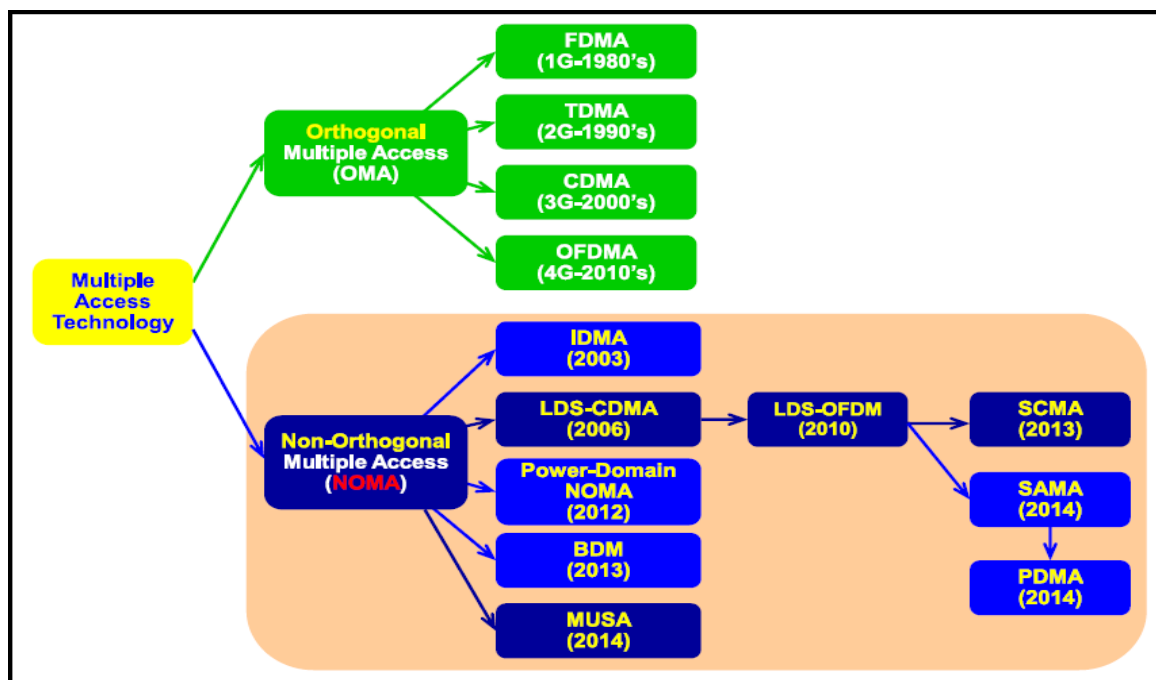 FDMA
(1G-1980's)
TDMA
(2G-1990's)
Orthogonal
Multiple Access
(OMA)
CDMA
(3G-2000's)
OFDMA
(4G-2010's)
Multiple
Access
Technology
IDMA
(2003)
LDS-CDMA
(2006)
LDS-OFDM
(2010)
SCMA
(2013)
Non-Orthogonal
Multiple Access
(NOMA)
Power-Domain
NOMA
(2012)
SAMA
(2014)
BDM
(2013)
PDMA
(2014)
MUSA
(2014)